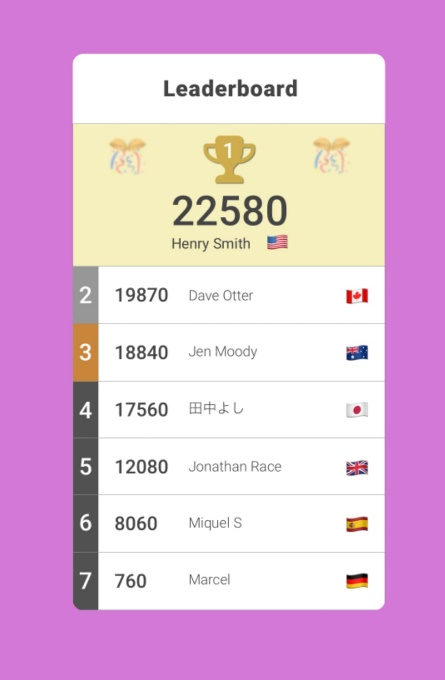 Leaderboard
1
22580
Henry Smith
2 19870 Dave Otter
3 18840 Jen Moody
4 17560 田中よし
5 12080 Jonathan Race
6 8060 Miquel S
7 760 Marcel